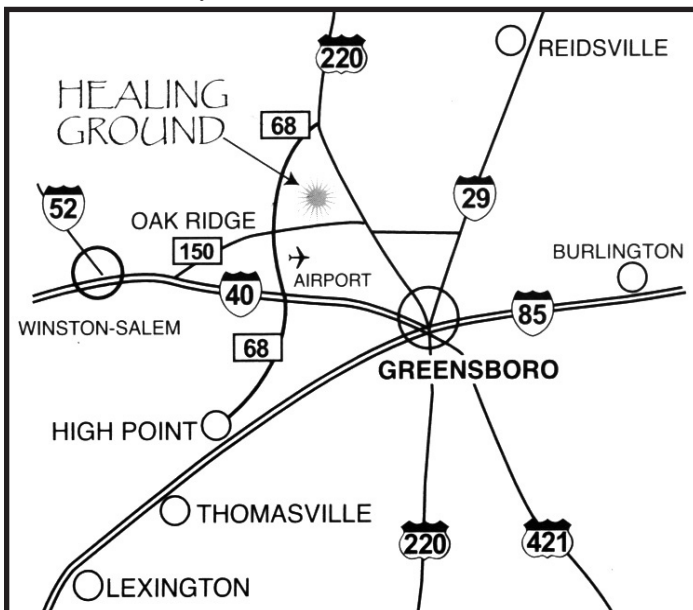 220
REIDSVILLE
HEALING
GROUND
68
52
29
OAK RIDGE
150
BURLINGTON
AIRPORT
40
85
WINSTON-SALEM
68
GREENSBORO
HIGH POINT
THOMASVILLE
220
421
LEXINGTON